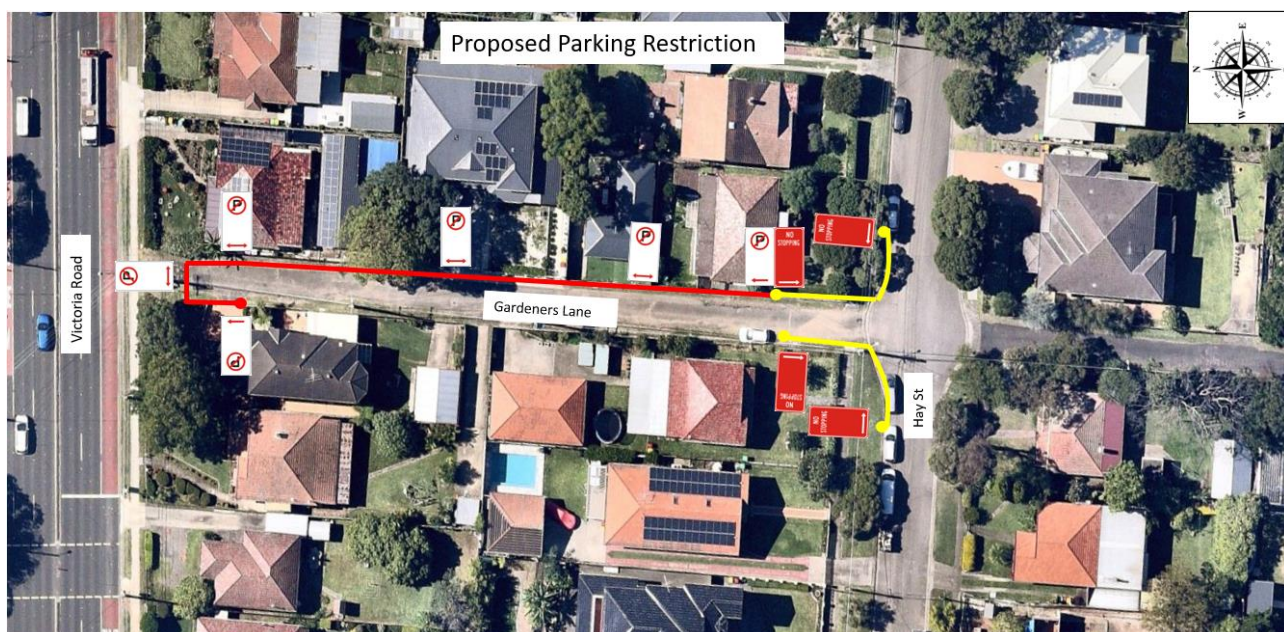 Proposed Parking Restriction
E
N
S
W
P
P
P
P
NO
STOPPING
NO
STOPPING
P
Gardeners Lane
Victoria Road
P
NO
STOPPING
NO
STOPPING
Hay St